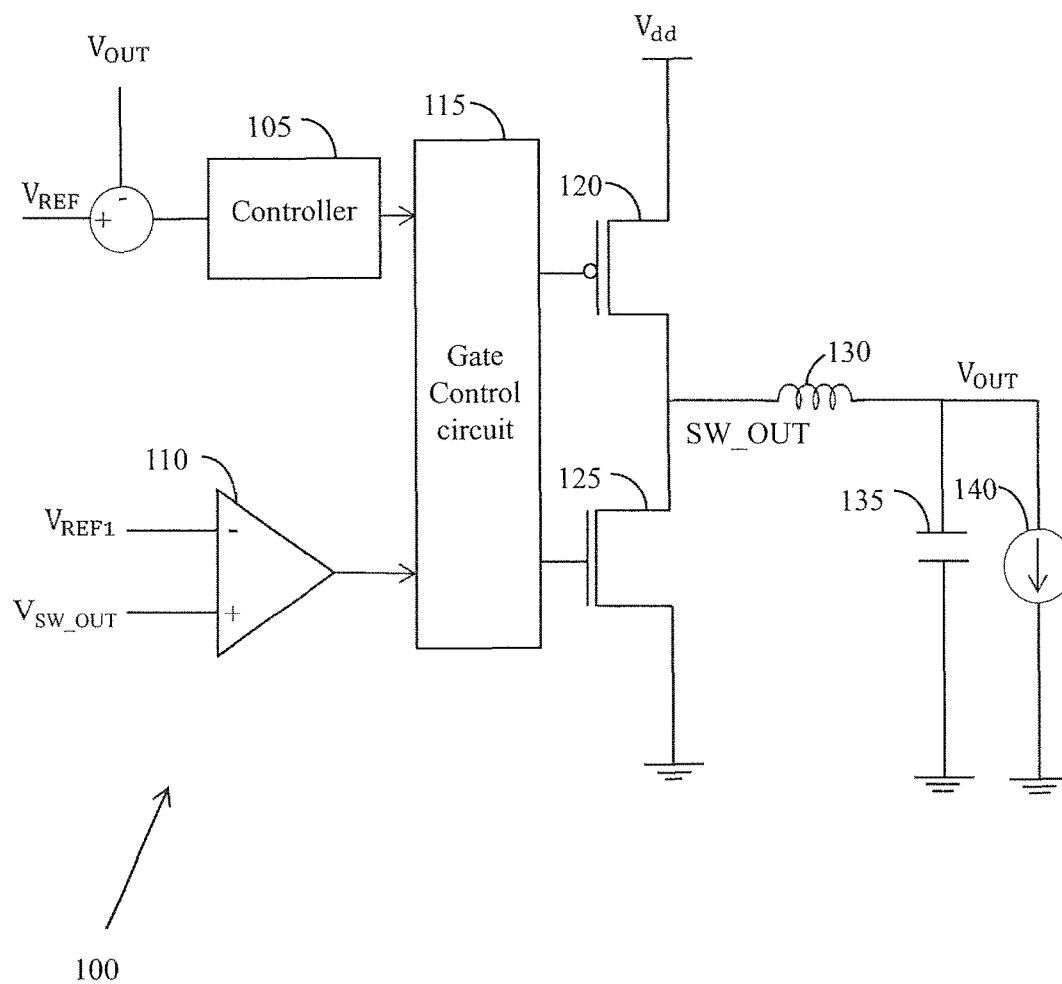 V_OUT
V_dd
115
105
120
V_REF
+
-
Controller
Gate
Control
circuit
130
V_OUT
SW_OUT
110
125
135
140
V_REF1
-
V_SW_OUT
+
100